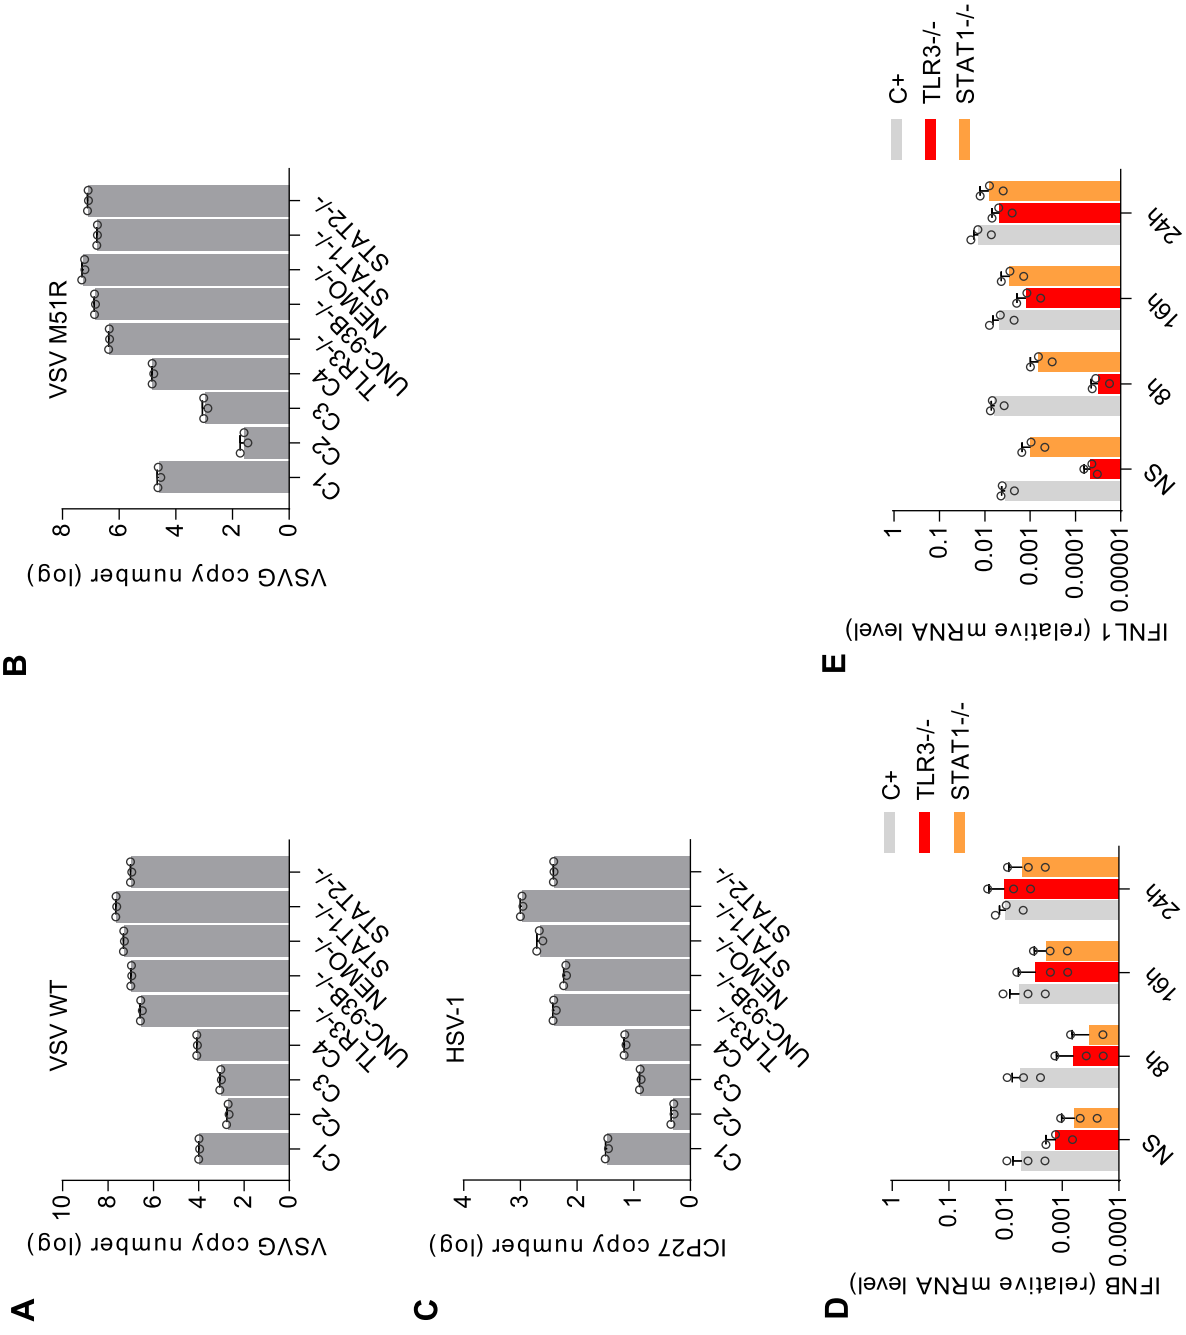 A
VSV WT
VSVG copy number (log)
10
8
6
4
2
0
C1
C2
C3
C4
TLR3-/-
UNC-93B-/-
NEMO-/-
STAT1-/-
STAT2-/-
B
VSV M51R
VSVG copy number (log)
8
6
4
2
0
C1
C2
C3
C4
TLR3-/-
UNC-93B-/-
NEMO-/-
STAT1-/-
STAT2-/-
C
HSV-1
ICP27 copy number (log)
4
3
2
1
0
C1
C2
C3
C4
TLR3-/-
UNC-93B-/-
NEMO-/-
STAT1-/-
STAT2-/-
D
IFNB (relative mRNA level)
1
0.1
0.01
0.001
0.0001
NS
8h
16h
24h
C+
TLR3-/-
STAT1-/-
E
IFNL1 (relative mRNA level)
1
0.1
0.01
0.001
0.0001
0.00001
NS
8h
16h
24h
C+
TLR3-/-
STAT1-/-